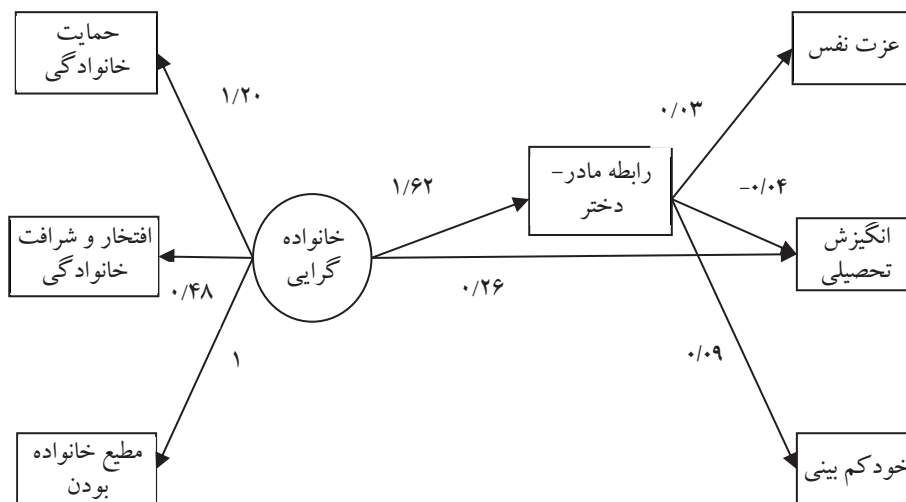 حمایت
خانوادگی
عزت نفس
۱/۲۰
۰/۰۳
رابطه مادر-
دختر
۱/۶۲
-۰/۰۴
افتخار و شرافت
خانوادگی
خانواده
گرایی
انگیزش
تحصیلی
۰/۴۸
۰/۲۶
۱
۰/۰۹
مطیع خانواده
بودن
خودکم بینی